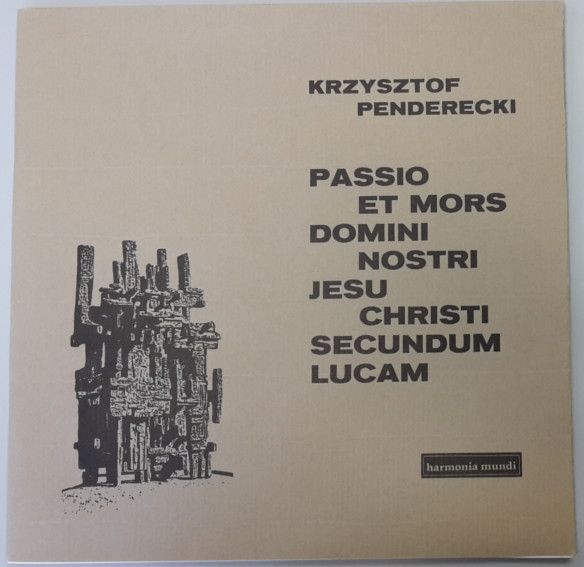 KRZYSZTOF
PENDERECKI
PASSIO
ET MORS
DOMINI
NOSTRI
JESU
CHRISTI
SECUNDUM
LUCAM
harmonia mundi